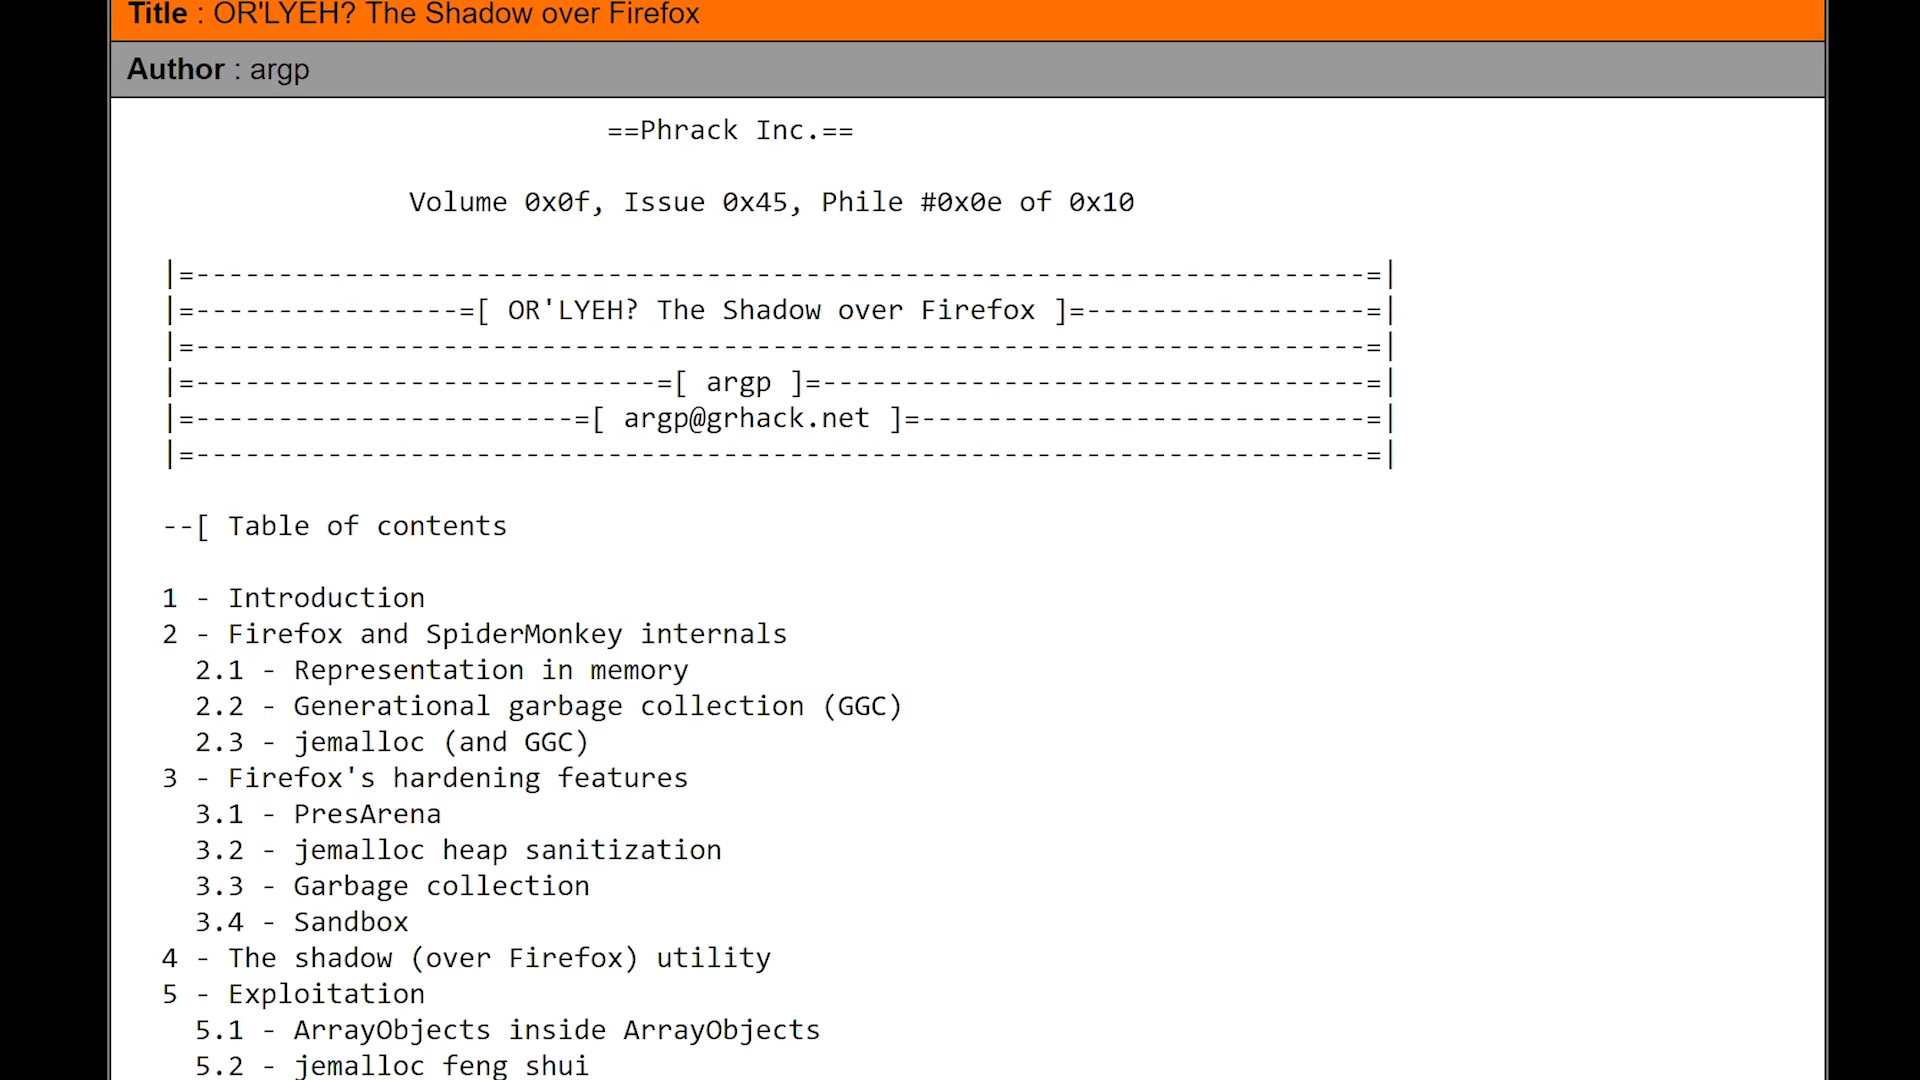 Title : OR'LYEH? The Shadow over Firefox
Author : argp
==Phrack Inc.==
Volume 0x0f, Issue 0x45, Phile #0x0e of 0x10
|=-----------------------------------------------------------------------=|
|=----------------=[ OR'LYEH? The Shadow over Firefox ]=-----------------=|
|=-----------------------------------------------------------------------=|
|=----------------------------=[ argp ]=---------------------------------=|
|=-----------------------=[ argp@grhack.net ]=---------------------------=|
|=-----------------------------------------------------------------------=|
--[ Table of contents
1 - Introduction
2 - Firefox and SpiderMonkey internals
2.1 - Representation in memory
2.2 - Generational garbage collection (GGC)
2.3 - jemalloc (and GGC)
3 - Firefox's hardening features
3.1 - PresArena
3.2 - jemalloc heap sanitization
3.3 - Garbage collection
3.4 - Sandbox
4 - The shadow (over Firefox) utility
5 - Exploitation
5.1 - ArrayObjects inside ArrayObjects
5.2 - jemalloc feng shui